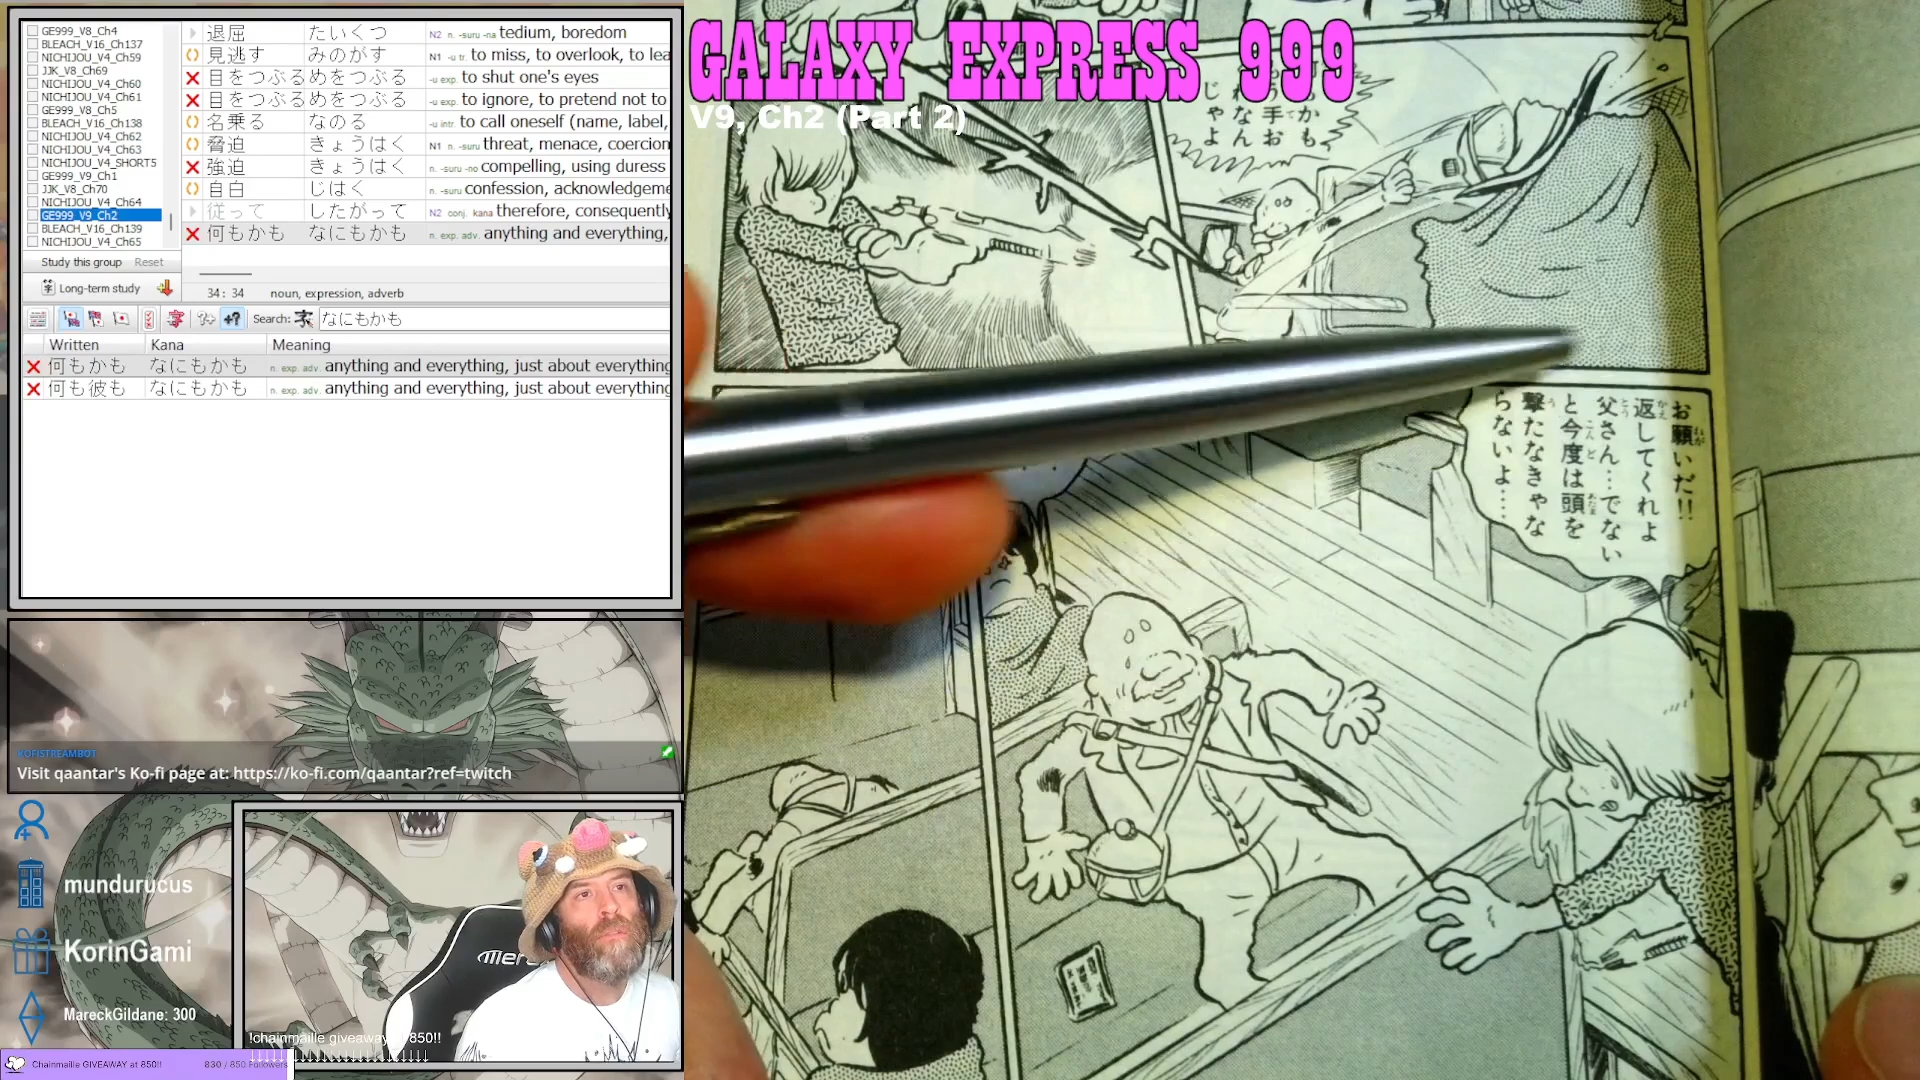 GE999_V8_Ch4
BLEACH_V16_Ch137
NICHIJOU_V4_Ch59
JJK_V8_Ch69
NICHIJOU_V4_Ch60
NICHIJOU_V4_Ch61
GE999_V8_Ch5
BLEACH_V16_Ch138
NICHIJOU_V4_Ch62
NICHIJOU_V4_Ch63
NICHIJOU_V4_SHORT5
GE999_V9_Ch1
JJK_V8_Ch70
NICHIJOU_V4_Ch64
GE999_V9_Ch2
BLEACH_V16_Ch139
NICHIJOU_V4_Ch65
Study this group Reset
Long-term study
退屈 たいくつ N2 n. -suru -na tedium, boredom
見逃す みのがす N1 -u tr. to miss, to overlook, to lea
目をつぶる めをつぶる -u exp. to shut one's eyes
目をつぶる めをつぶる -u exp. to ignore, to pretend not to
名乗る なのる -u intr. to call oneself (name, label,
脅迫 きょうはく N1 n. -suru threat, menace, coercion
強迫 きょうはく n. -suru -no compelling, using duress
自白 じはく n. -suru confession, acknowledgeme
従って したがって N2 conj. kana therefore, consequently
何もかも なにもかも n. exp. adv. anything and everything,
34: 34 noun, expression, adverb
Search: なにもかも
Written Kana Meaning
何もかも なにもかも n. exp. adv. anything and everything, just about everything
何も彼も なにもかも n. exp. adv. anything and everything, just about everything
KOFISTREAMBOT
Visit qaantar's Ko-fi page at: https://ko-fi.com/qaantar?ref=twitch
mundurucus
KorinGami
MareckGildane: 300
!chainmaille giveaway
850!!
Chainmaille GIVEAWAY at 850!! 830 / 850 Followers
GALAXY EXPRESS 999
V9, Ch2 (Part 2)
お願いだ!!
返してくれよ
父さん…でない
と今度は頭を
撃たなきゃな
らないよ……